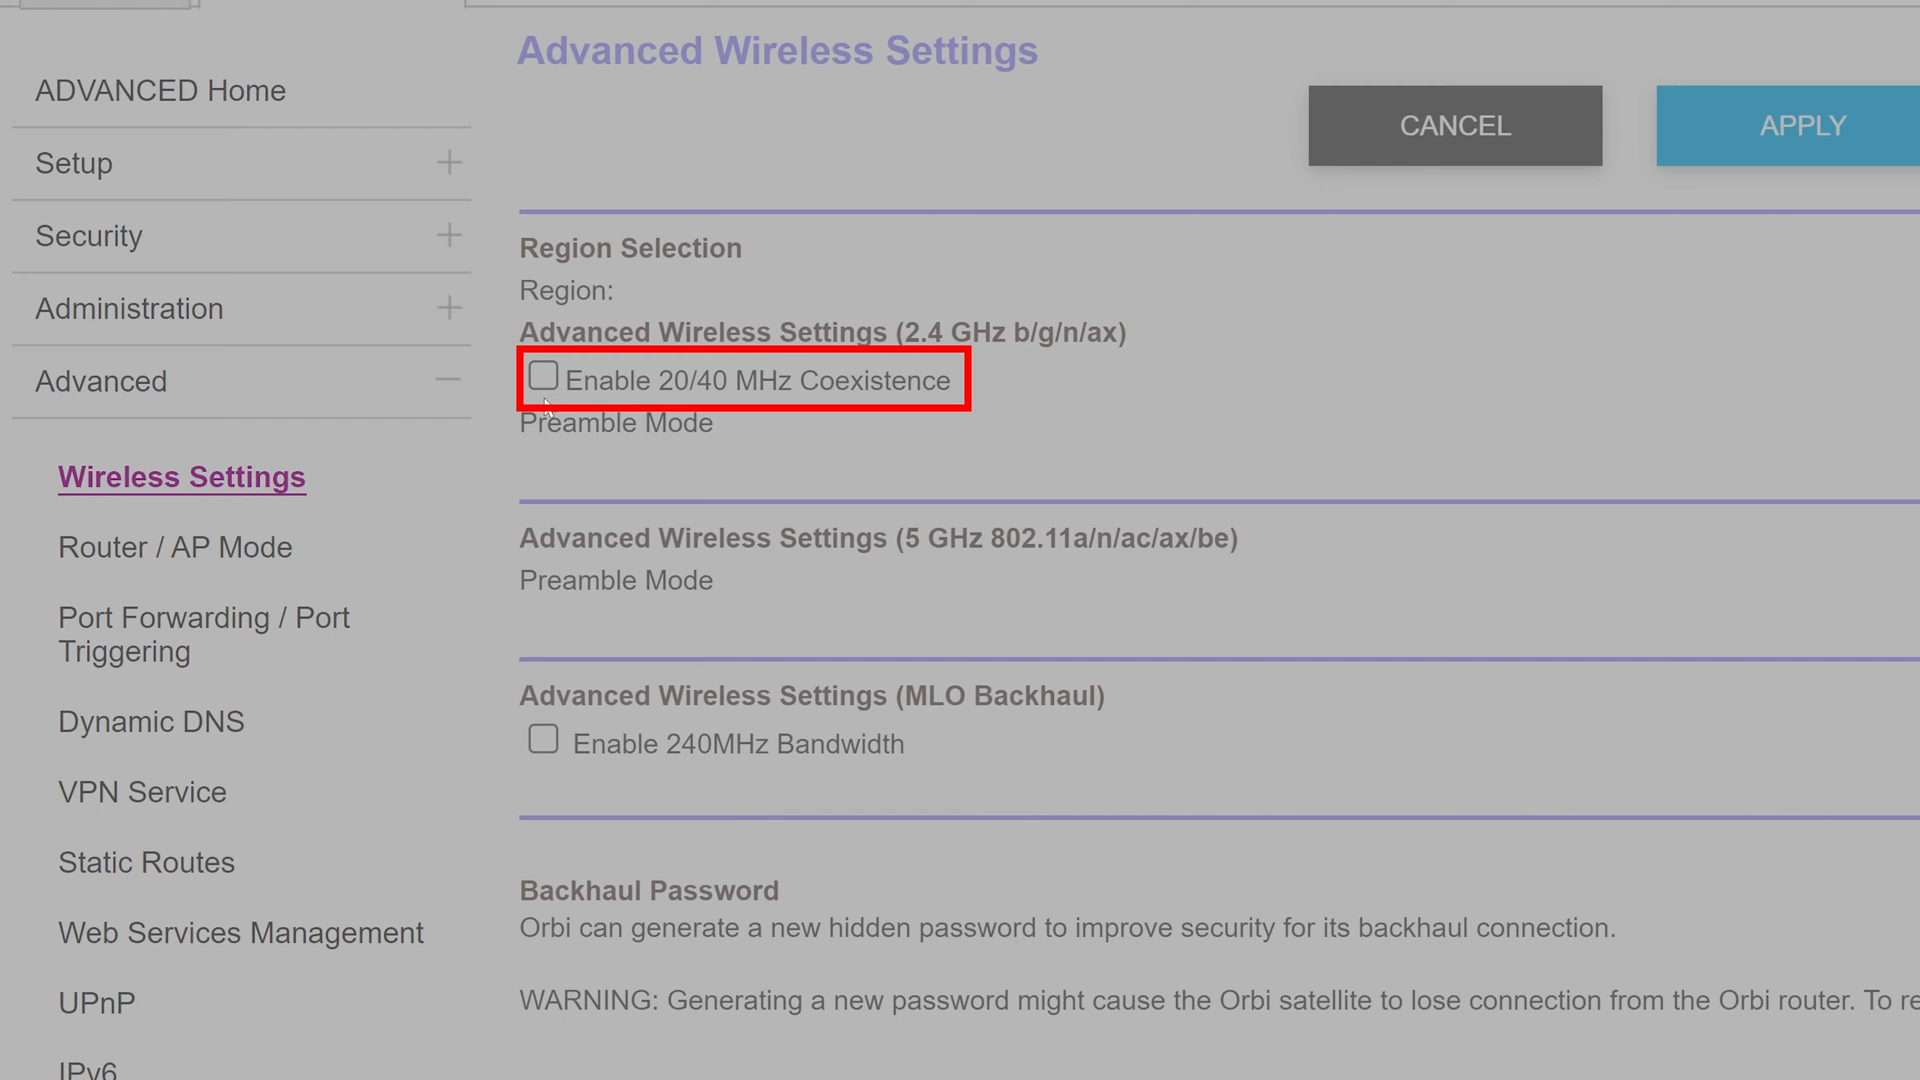 ADVANCED Home
Setup
Security
Administration
Advanced
Wireless Settings
Router / AP Mode
Port Forwarding / Port
Triggering
Dynamic DNS
VPN Service
Static Routes
Web Services Management
UPnP
IPv6
Advanced Wireless Settings
CANCEL
APPLY
Region Selection
Region:
Advanced Wireless Settings (2.4 GHz b/g/n/ax)
Enable 20/40 MHz Coexistence
Preamble Mode
Advanced Wireless Settings (5 GHz 802.11a/n/ac/ax/be)
Preamble Mode
Advanced Wireless Settings (MLO Backhaul)
Enable 240MHz Bandwidth
Backhaul Password
Orbi can generate a new hidden password to improve security for its backhaul connection.
WARNING: Generating a new password might cause the Orbi satellite to lose connection from the Orbi router. To